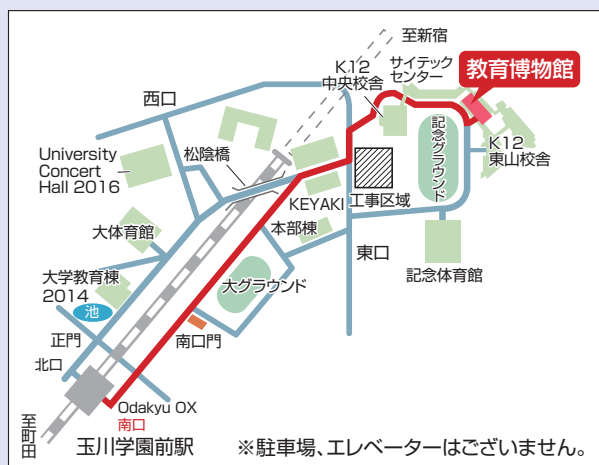 至新宿
サイテック
センター
教育博物館
K.12
中央校舎
西口
記念グラウンド
松陰橋
University
Concert
Hall 2016
K.12
東山校舎
KEYAKI
工事区域
本部棟
大体育館
東口
記念体育館
大学教育棟
2014
大グラウンド
池
正門
南口門
北口
Odakyu OX
南口
至町田
玉川学園前駅
※駐車場、エレベーターはございません。